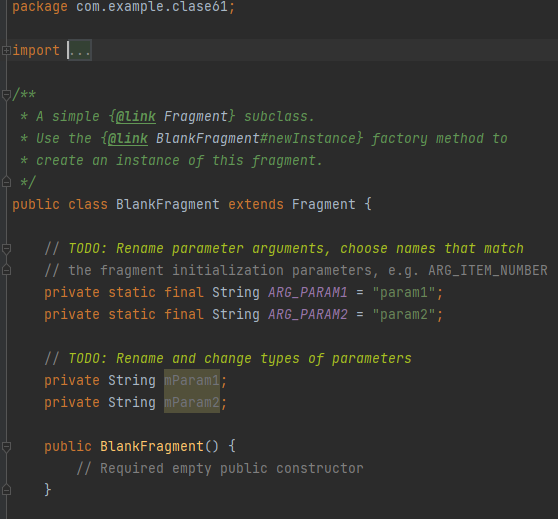 package com.example.clase61;
import ...
/**
* A simple {@link Fragment} subclass.
* Use the {@link BlankFragment#newInstance} factory method to
* create an instance of this fragment.
*/
public class BlankFragment extends Fragment {
// TODO: Rename parameter arguments, choose names that match
// the fragment initialization parameters, e.g. ARG_ITEM_NUMBER
private static final String ARG_PARAM1 = "param1";
private static final String ARG_PARAM2 = "param2";
// TODO: Rename and change types of parameters
private String mParam1;
private String mParam2;
public BlankFragment() {
// Required empty public constructor
}